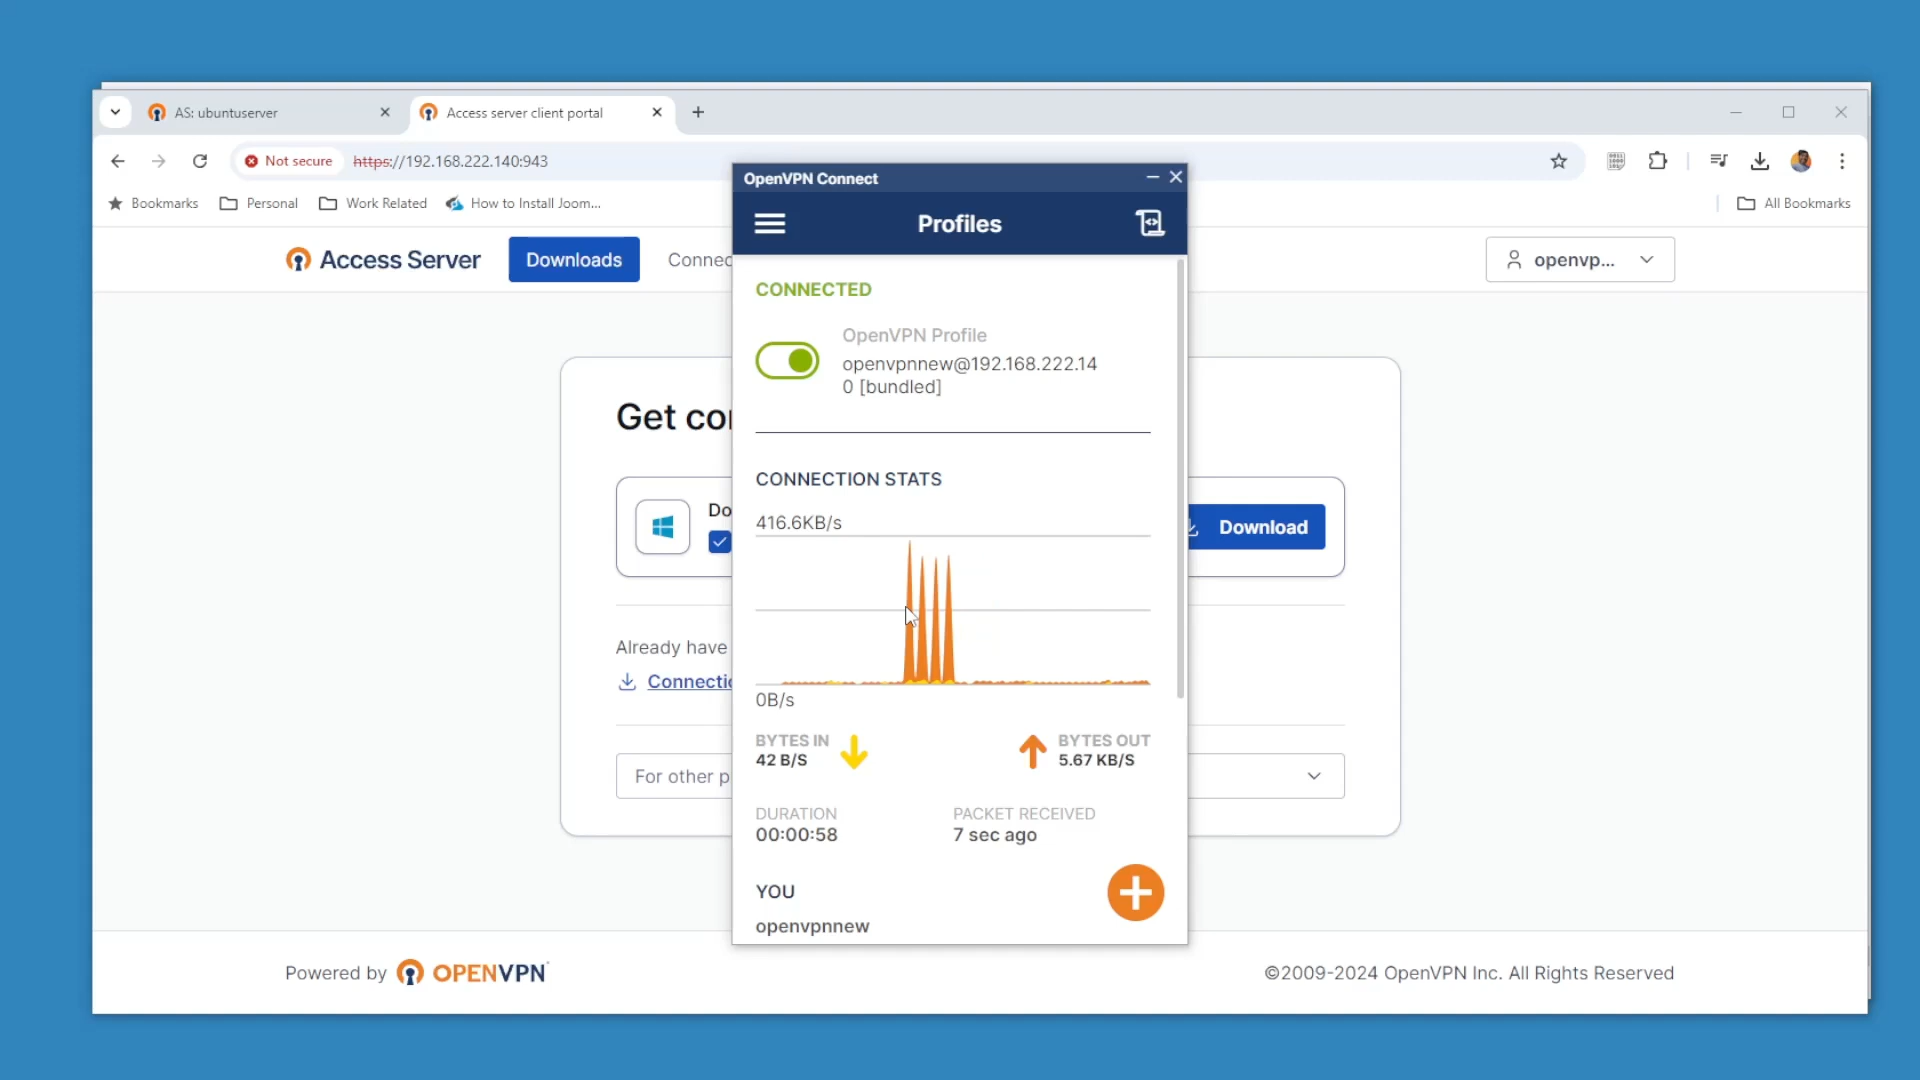 AS: ubuntuserver
Access server client portal
Not secure
https://192.168.222.140:943
Bookmarks
Personal
Work Related
How to Install Joom...
All Bookmarks
Access Server
Downloads
Connec
openvp...
Get co
Do
Download
Already have
Connectio
For other p
OpenVPN Connect
Profiles
CONNECTED
OpenVPN Profile
openvpnnew@192.168.222.14
0 [bundled]
CONNECTION STATS
416.6KB/s
0B/s
BYTES IN
42 B/S
BYTES OUT
5.67 KB/S
DURATION
00:00:58
PACKET RECEIVED
7 sec ago
YOU
openvpnnew
Powered by OPENVPN
©2009-2024 OpenVPN Inc. All Rights Reserved